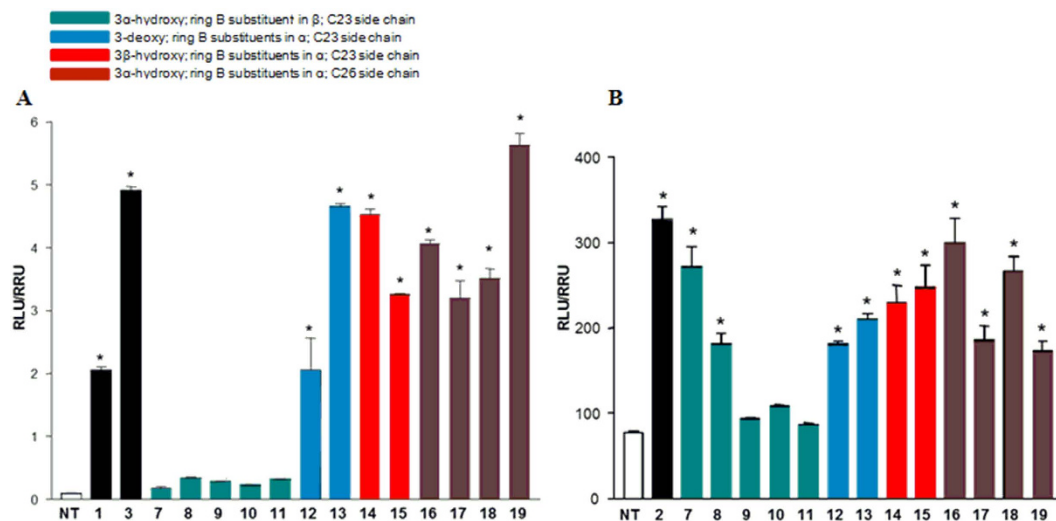 3α-hydroxy; ring B substituent in β; C23 side chain
3-deoxy; ring B substituents in α; C23 side chain
3β-hydroxy; ring B substituents in α; C23 side chain
3α-hydroxy; ring B substituents in α; C26 side chain
A
B
RLU/RRU
6
5
4
3
2
1
0
* * * * * * * * * *
NT 1 3 7 8 9 10 11 12 13 14 15 16 17 18 19
RLU/RRU
400
300
200
100
0
* * * * * * * * * * *
NT 2 7 8 9 10 11 12 13 14 15 16 17 18 19